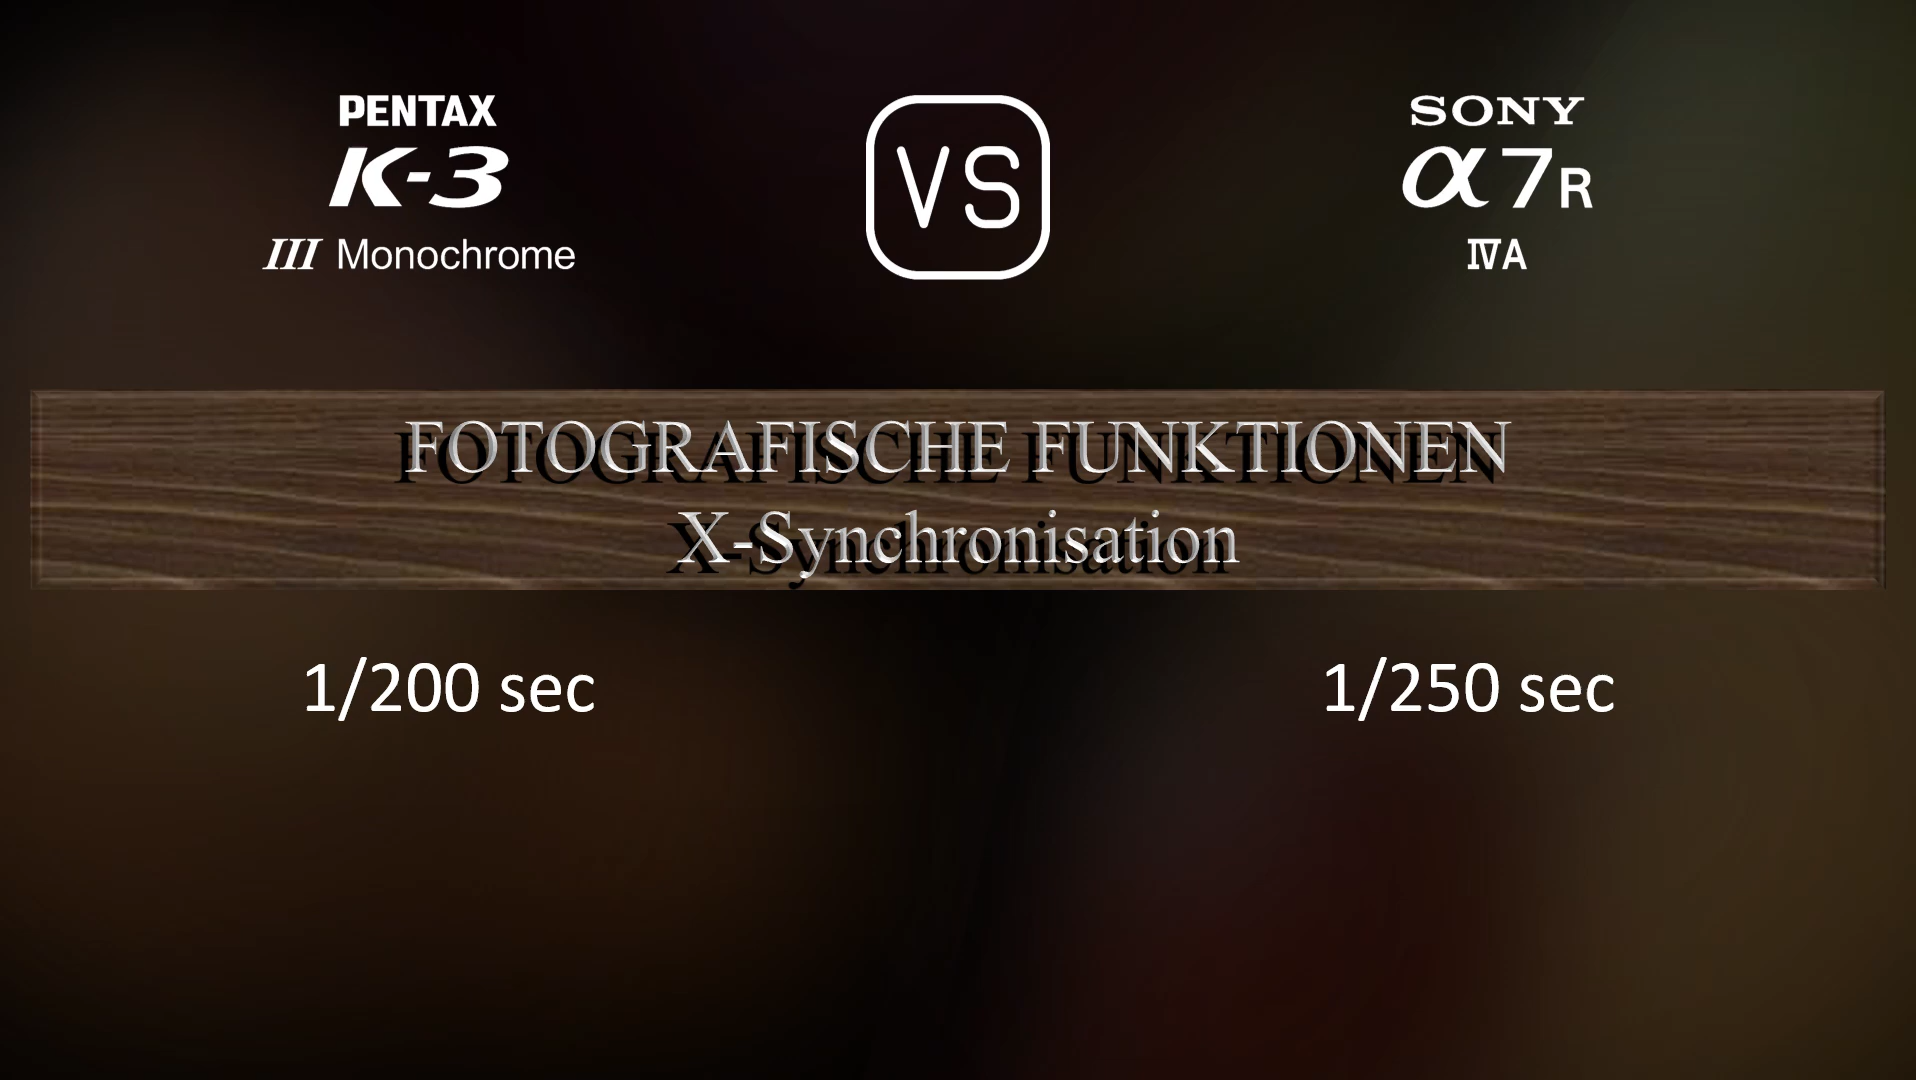 PENTAX
K-3
III Monochrome
VS
SONY
α7R
IVA
FOTOGRAFISCHE FUNKTIONEN
X-Synchronisation
1/200 sec
1/250 sec